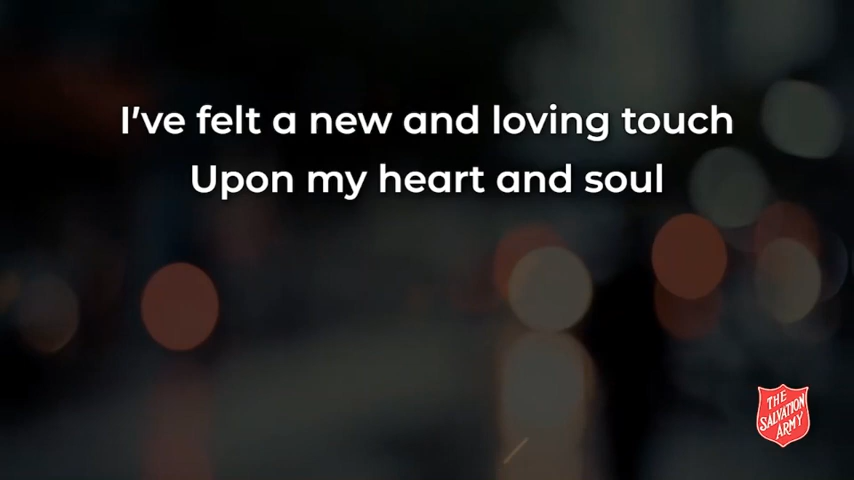 I've felt a new and loving touch
Upon my heart and soul
THE
SALVATION
ARMY